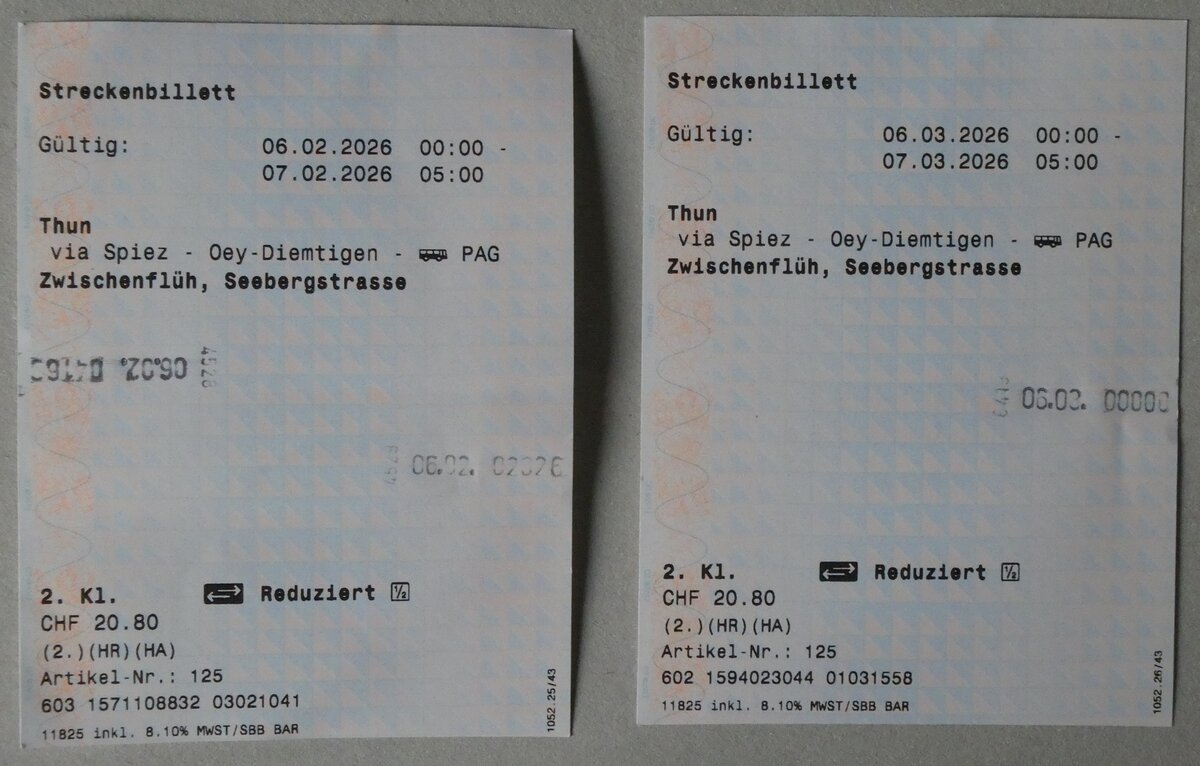 Streckenbillett
Gültig: 06.02.2026 00:00 -
07.02.2026 05:00
Thun
via Spiez - Oey-Diemtigen - PAG
Zwischenflüh, Seebergstrasse
4528
06.02.
2. Kl. Reduziert 1/2
CHF 20.80
(2.)(HR)(HA)
Artikel-Nr.: 125
603 1571108832 03021041
11825 inkl. 8.10% MWST/SBB BAR
1052.25/43
Streckenbillett
Gültig: 06.03.2026 00:00 -
07.03.2026 05:00
Thun
via Spiez - Oey-Diemtigen - PAG
Zwischenflüh, Seebergstrasse
2. Kl. Reduziert 1/2
CHF 20.80
(2.)(HR)(HA)
Artikel-Nr.: 125
602 1594023044 01031558
11825 inkl. 8.10% MWST/SBB BAR
1052.26/43